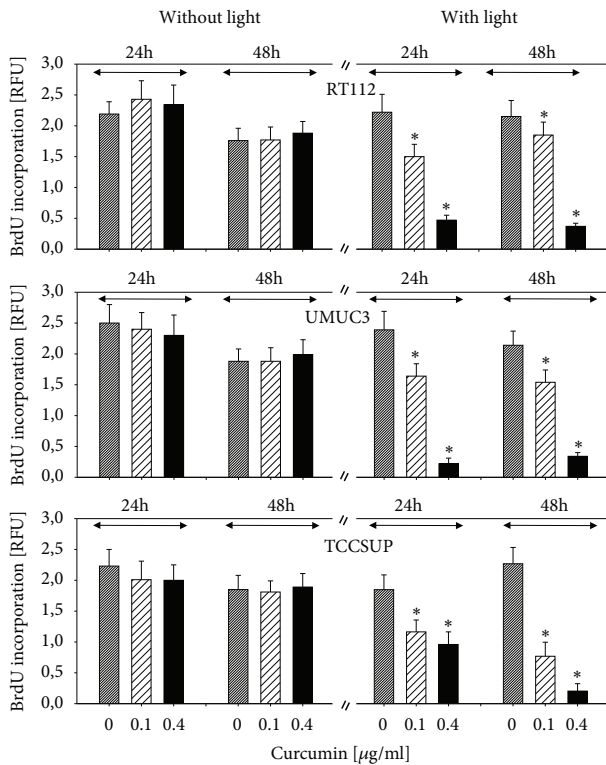 Without light
With light
24h
48h
//
24h
48h
RT112
BrdU incorporation [RFU]
3,0
2,5
2,0
1,5
1,0
0,5
0,0
*
*
*
*
//
24h
48h
//
24h
48h
UMUC3
BrdU incorporation [RFU]
3,0
2,5
2,0
1,5
1,0
0,5
0,0
*
*
*
*
//
24h
48h
//
24h
48h
TCCSUP
BrdU incorporation [RFU]
3,0
2,5
2,0
1,5
1,0
0,5
0,0
*
*
*
*
//
0 0.1 0.4 0 0.1 0.4 0 0.1 0.4 0 0.1 0.4
Curcumin [μg/ml]